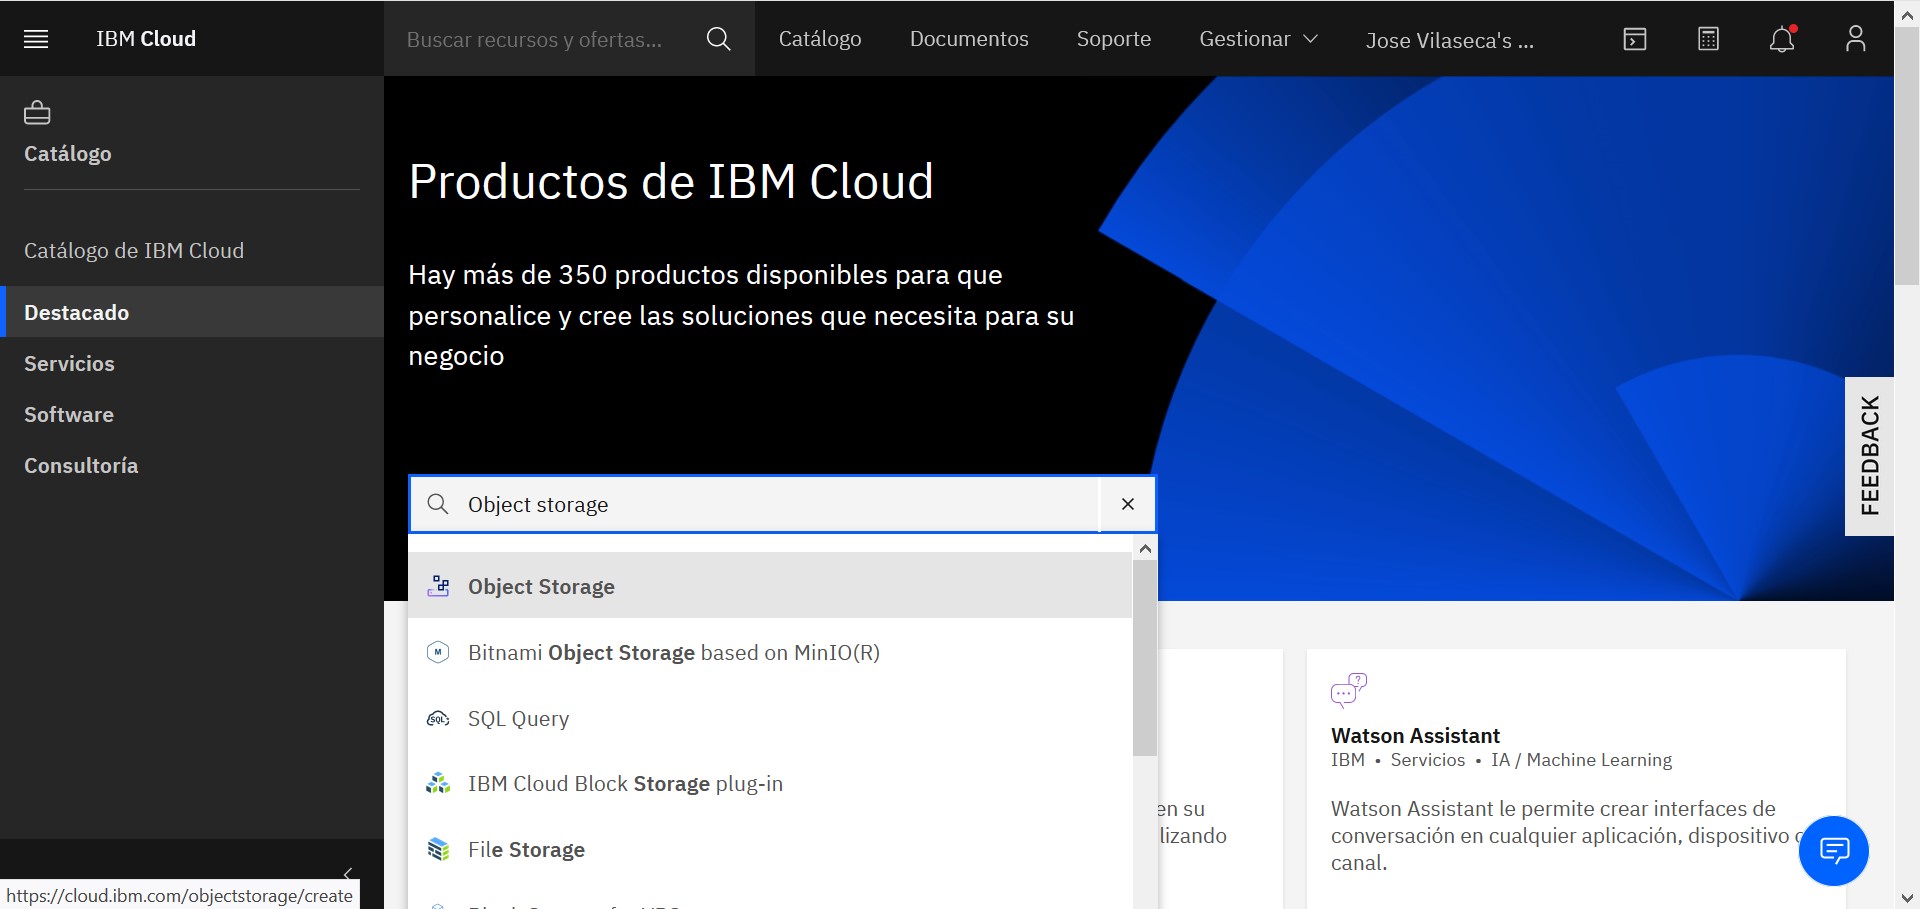 IBM Cloud
Buscar recursos y ofertas...
Catálogo
Documentos
Soporte
Gestionar
Jose Vilaseca's ...
Catálogo
Catálogo de IBM Cloud
Destacado
Servicios
Software
Consultoría
Productos de IBM Cloud
Hay más de 350 productos disponibles para que
personalice y cree las soluciones que necesita para su
negocio
Object storage
Object Storage
Bitnami Object Storage based on MinIO(R)
SQL Query
IBM Cloud Block Storage plug-in
File Storage
en su
lizando
Watson Assistant
IBM • Servicios • IA / Machine Learning
Watson Assistant le permite crear interfaces de
conversación en cualquier aplicación, dispositivo o
canal.
FEEDBACK
https://cloud.ibm.com/objectstorage/create